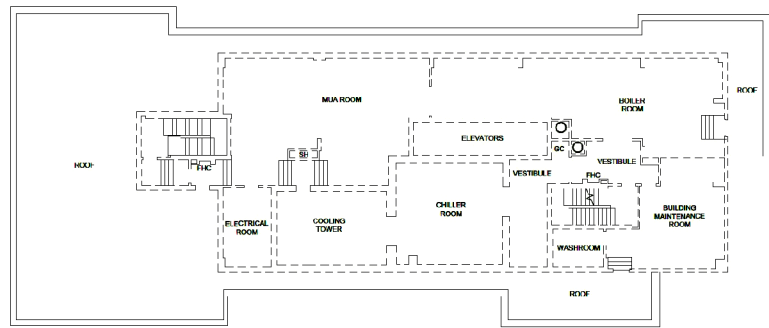 MUA ROOM
BOILER
ROOM
ROOF
ELEVATORS
GC
SH
ROOF
FHC
VESTIBULE
VESTIBULE
FHC
ELECTRICAL
ROOM
COOLING
TOWER
CHILLER
ROOM
BUILDING
MAINTENANCE
ROOM
WASHROOM
ROOF